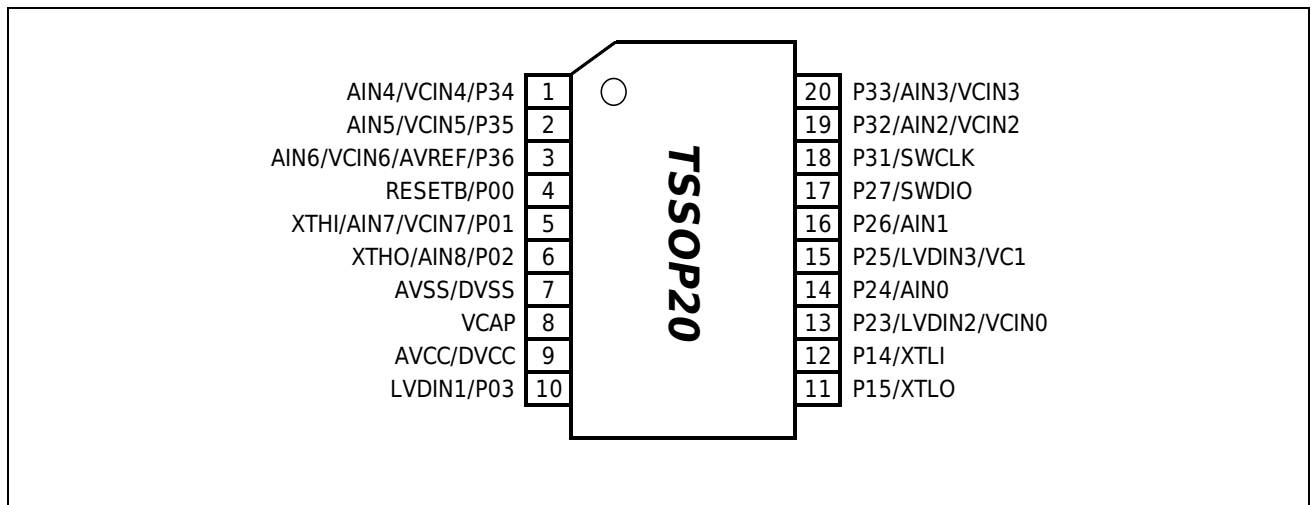 AIN4/VCIN4/P34 1 20 P33/AIN3/VCIN3
AIN5/VCIN5/P35 2 19 P32/AIN2/VCIN2
AIN6/VCIN6/AVREF/P36 3 18 P31/SWCLK
RESETB/P00 4 17 P27/SWDIO
XTHI/AIN7/VCIN7/P01 5 16 P26/AIN1
XTHO/AIN8/P02 6 15 P25/LVDIN3/VC1
AVSS/DVSS 7 14 P24/AIN0
VCAP 8 13 P23/LVDIN2/VCIN0
AVCC/DVCC 9 12 P14/XTLI
LVDIN1/P03 10 11 P15/XTLO
TSSOP20